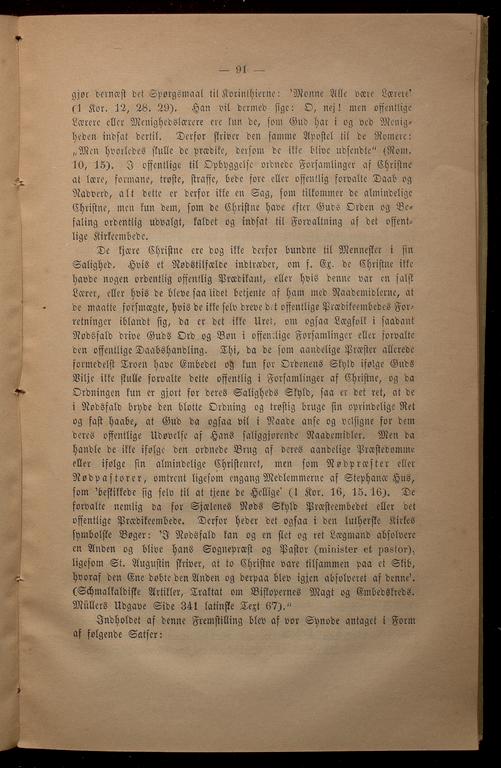 — 91 —
gjør dernæst det Spørgsmaal til Korinthierne: 'Monne Alle være Lærere'
(1 Kor. 12, 28. 29). Han vil dermed sige: O, nej! men offentlige
Lærere eller Menighedslærere ere kun de, som Gud har i og ved Menig-
heden indsat dertil. Derfor skriver den samme Apostel til de Romere:
„Men hvorledes skulle de prædike, dersom de ikke blive udsendte“ (Rom.
10, 15). I offentlige til Opbyggelse ordnede Forsamlinger af Christne
at lære, formane, trøste, straffe, bede fore eller offentlig forvalte Daab og
Nadverd, alt dette er derfor ikke en Sag, som tilkommer de almindelige
Christne, men kun dem, som de Christne have efter Guds Orden og Be-
faling ordentlig udvalgt, kaldet og indsat til Forvaltning af det offent-
lige Kirkeembede.
De kjære Christne ere dog ikke derfor bundne til Mennesker i sin
Salighed. Hvis et Nødstilfælde indtræder, om f. Ex. de Christne ikke
havde nogen ordentlig offentlig Prædikant, eller hvis denne var en falsk
Lærer, eller hvis de bleve saa lidet betjente af ham med Naademidlerne, at
de maatte forsmægte, hvis de ikke selv dreve det offentlige Prædikeembedes For-
retninger iblandt sig, da er det ikke Uret, om ogsaa Lægfolk i saadant
Nødsfald drive Guds Ord og Bøn i offentlige Forsamlinger eller forvalte
den offentlige Daabshandling. Thi, da de som aandelige Præster allerede
formedelst Troen have Embedet og kun for Ordenens Skyld ifølge Guds
Vilje ikke skulle forvalte dette offentlig i Forsamlinger af Christne, og da
Ordningen kun er gjort for deres Saligheds Skyld, saa er det ret, at de
i Nødsfald bryde den blotte Ordning og trøstig bruge sin oprindelige Ret
og fast haabe, at Gud da ogsaa vil i Naade anse og velsigne for dem
deres offentlige Udøvelse af Hans saliggjørende Naademidler. Men da
handle de ikke ifølge den ordnede Brug af deres aandelige Præstedømme
eller ifølge sin almindelige Christenret, men som Nødpræster eller
Nødpastorer, omtrent ligesom engang Medlemmerne af Stephanæ Hus,
som 'beskikkede sig selv til at tjene de Hellige' (1 Kor. 16, 15. 16). De
forvalte nemlig da for Sjælenes Nøds Skyld Præsteembedet eller det
offentlige Prædikeembede. Derfor heder det ogsaa i den lutherske Kirkes
symbolske Bøger: 'I Nødsfald kan og en slet og ret Lægmand absolvere
en Anden og blive hans Sognepræst og Pastor (minister et pastor),
ligesom St. Augustin skriver, at to Christne vare tilsammen paa et Skib,
hvoraf den Ene døbte den Anden og derpaa blev igjen absolveret af denne'.
(Schmalkaldiske Artikler, Traktat om Biskopernes Magt og Embedskreds.
Müllers Udgave Side 341 latinske Text 67).“
Indholdet af denne Fremstilling blev af vor Synode antaget i Form
af følgende Satser: